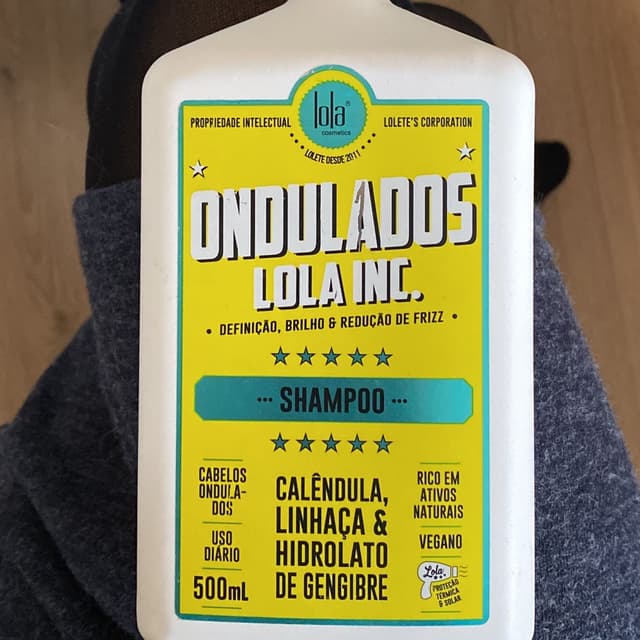 PROPRIEDADE INTELECTUAL
lola®
cosmetics
LOLETE'S CORPORATION
LOLETE DESDE 2011
ONDULADOS
LOLA INC.
• DEFINIÇÃO, BRILHO & REDUÇÃO DE FRIZZ •
••• SHAMPOO •••
CABELOS
ONDULA-
DOS
USO
DIÁRIO
500mL
CALÊNDULA,
LINHAÇA &
HIDROLATO
DE GENGIBRE
RICO EM
ATIVOS
NATURAIS
VEGANO
Lola
PROTEÇÃO
TÉRMICA
& SOLAR